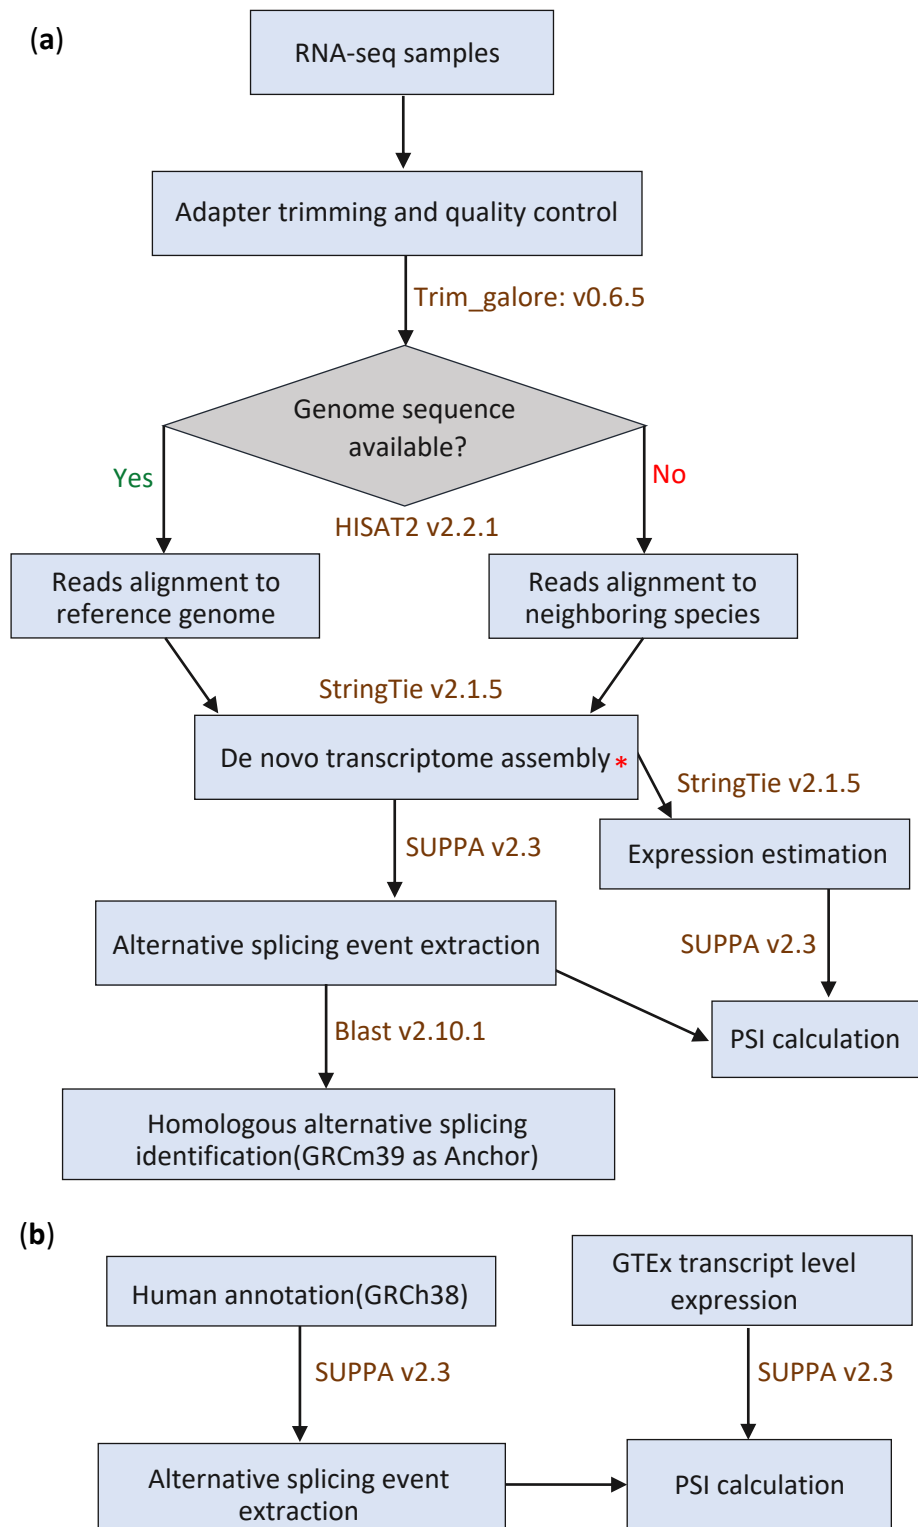 (a)
RNA-seq samples
Adapter trimming and quality control
Trim_galore: v0.6.5
Genome sequence
available?
Yes
No
HISAT2 v2.2.1
Reads alignment to
reference genome
Reads alignment to
neighboring species
StringTie v2.1.5
De novo transcriptome assembly*
StringTie v2.1.5
SUPPA v2.3
Expression estimation
Alternative splicing event extraction
SUPPA v2.3
Blast v2.10.1
PSI calculation
Homologous alternative splicing
identification(GRCm39 as Anchor)
(b)
Human annotation(GRCh38)
GTEx transcript level
expression
SUPPA v2.3
SUPPA v2.3
Alternative splicing event
extraction
PSI calculation